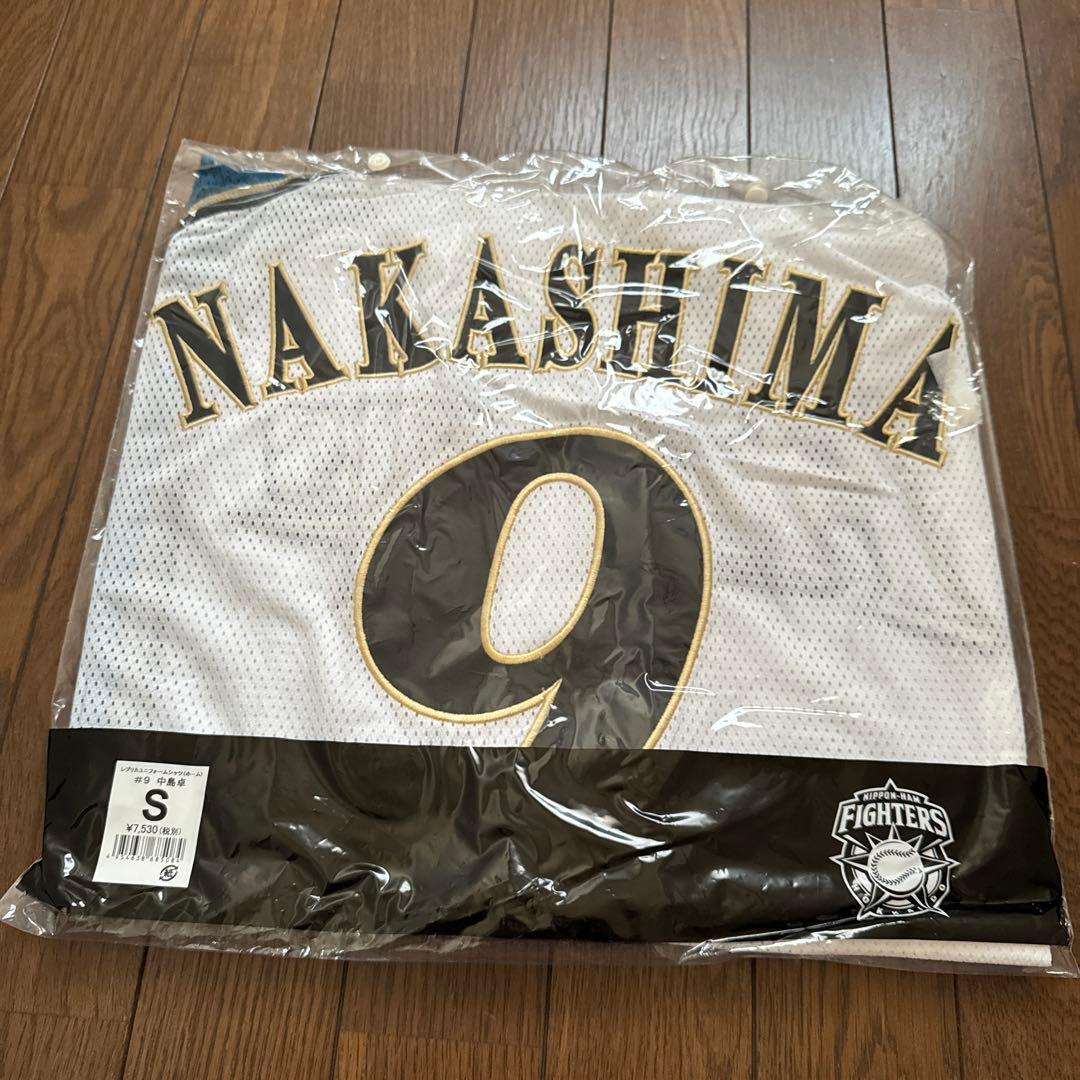 NAKASHIMA
9
レプリカユニフォームシャツ(ホーム)
#9 中島卓
S
¥7,530(税別)
NIPPON-HAM
FIGHTERS
HOKKAIDO